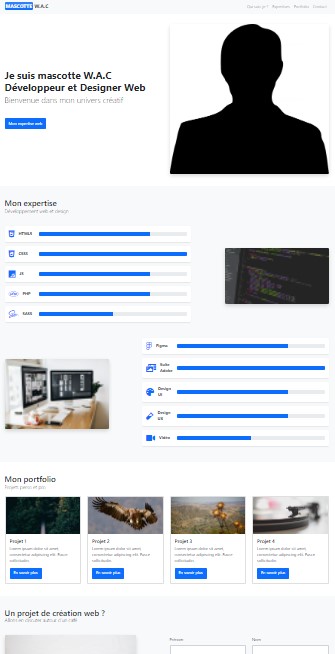 MASCOTTE W.A.C
Qui suis-je ? Expertises Portfolio Contact
Je suis mascotte W.A.C
Développeur et Designer Web
Bienvenue dans mon univers créatif
Mon expertise web
Mon expertise
Développement web et design
HTML5
CSS3
JS
PHP
SASS
Figma
Suite
Adobe
Design
UI
Design
UX
Vidéo
Mon portfolio
Projets perso et pro
Projet 1
Lorem ipsum dolor sit amet,
consectetur adipiscing elit. Fusce
sollicitudin
En savoir plus
Projet 2
Lorem ipsum dolor sit amet,
consectetur adipiscing elit. Fusce
sollicitudin
En savoir plus
Projet 3
Lorem ipsum dolor sit amet,
consectetur adipiscing elit. Fusce
sollicitudin
En savoir plus
Projet 4
Lorem ipsum dolor sit amet,
consectetur adipiscing elit. Fusce
sollicitudin
En savoir plus
Un projet de création web ?
Allons en discuter autour d'un café
Prénom
Nom